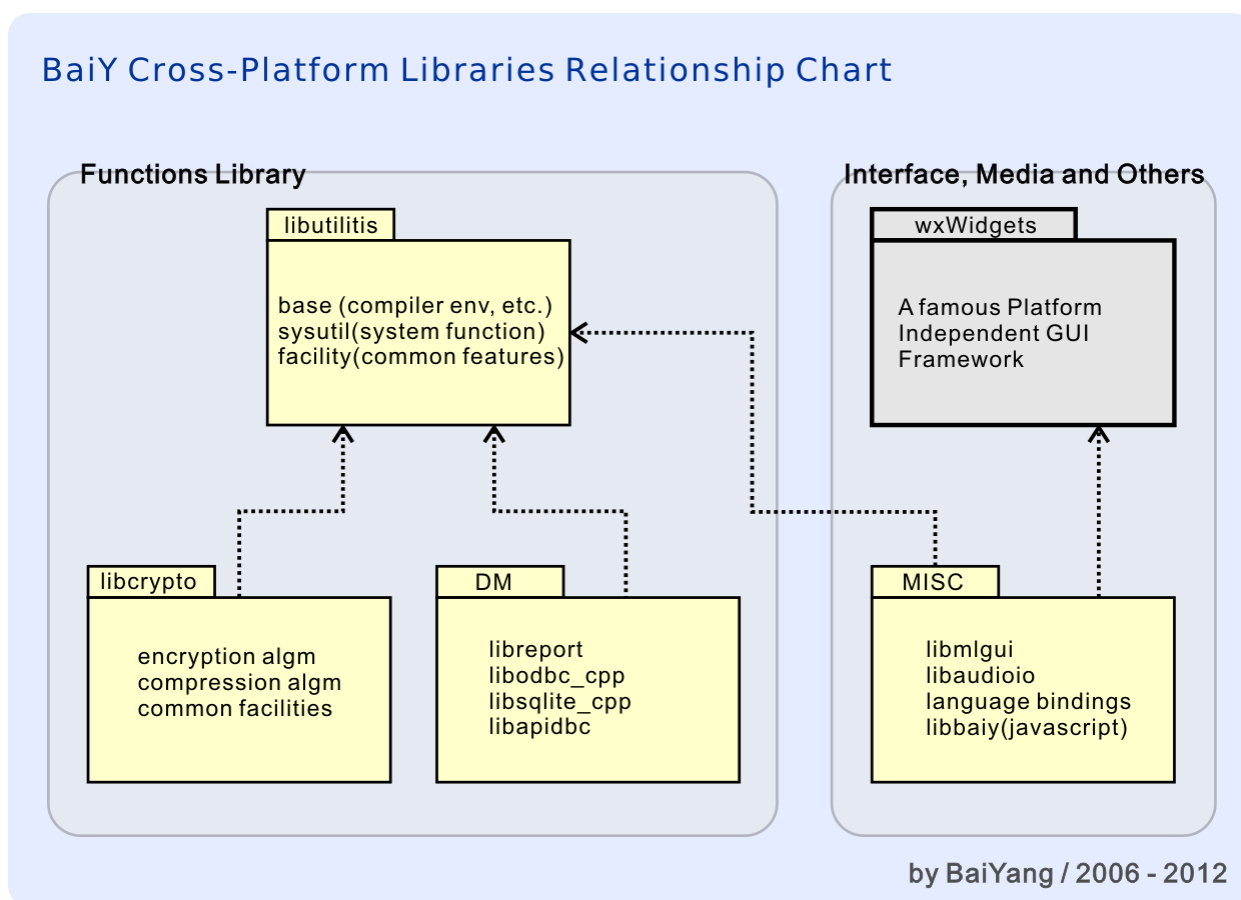 BaiY Cross-Platform Libraries Relationship Chart
Functions Library
libutilitis
base (compiler env, etc.)
sysutil(system function)
facility(common features)
libcrypto
encryption algm
compression algm
common facilities
DM
libreport
libodbc_cpp
libsqlite_cpp
libapidbc
Interface, Media and Others
wxWidgets
A famous Platform
Independent GUI
Framework
MISC
libmlgui
libaudioio
language bindings
libbaiy(javascript)
by BaiYang / 2006 - 2012